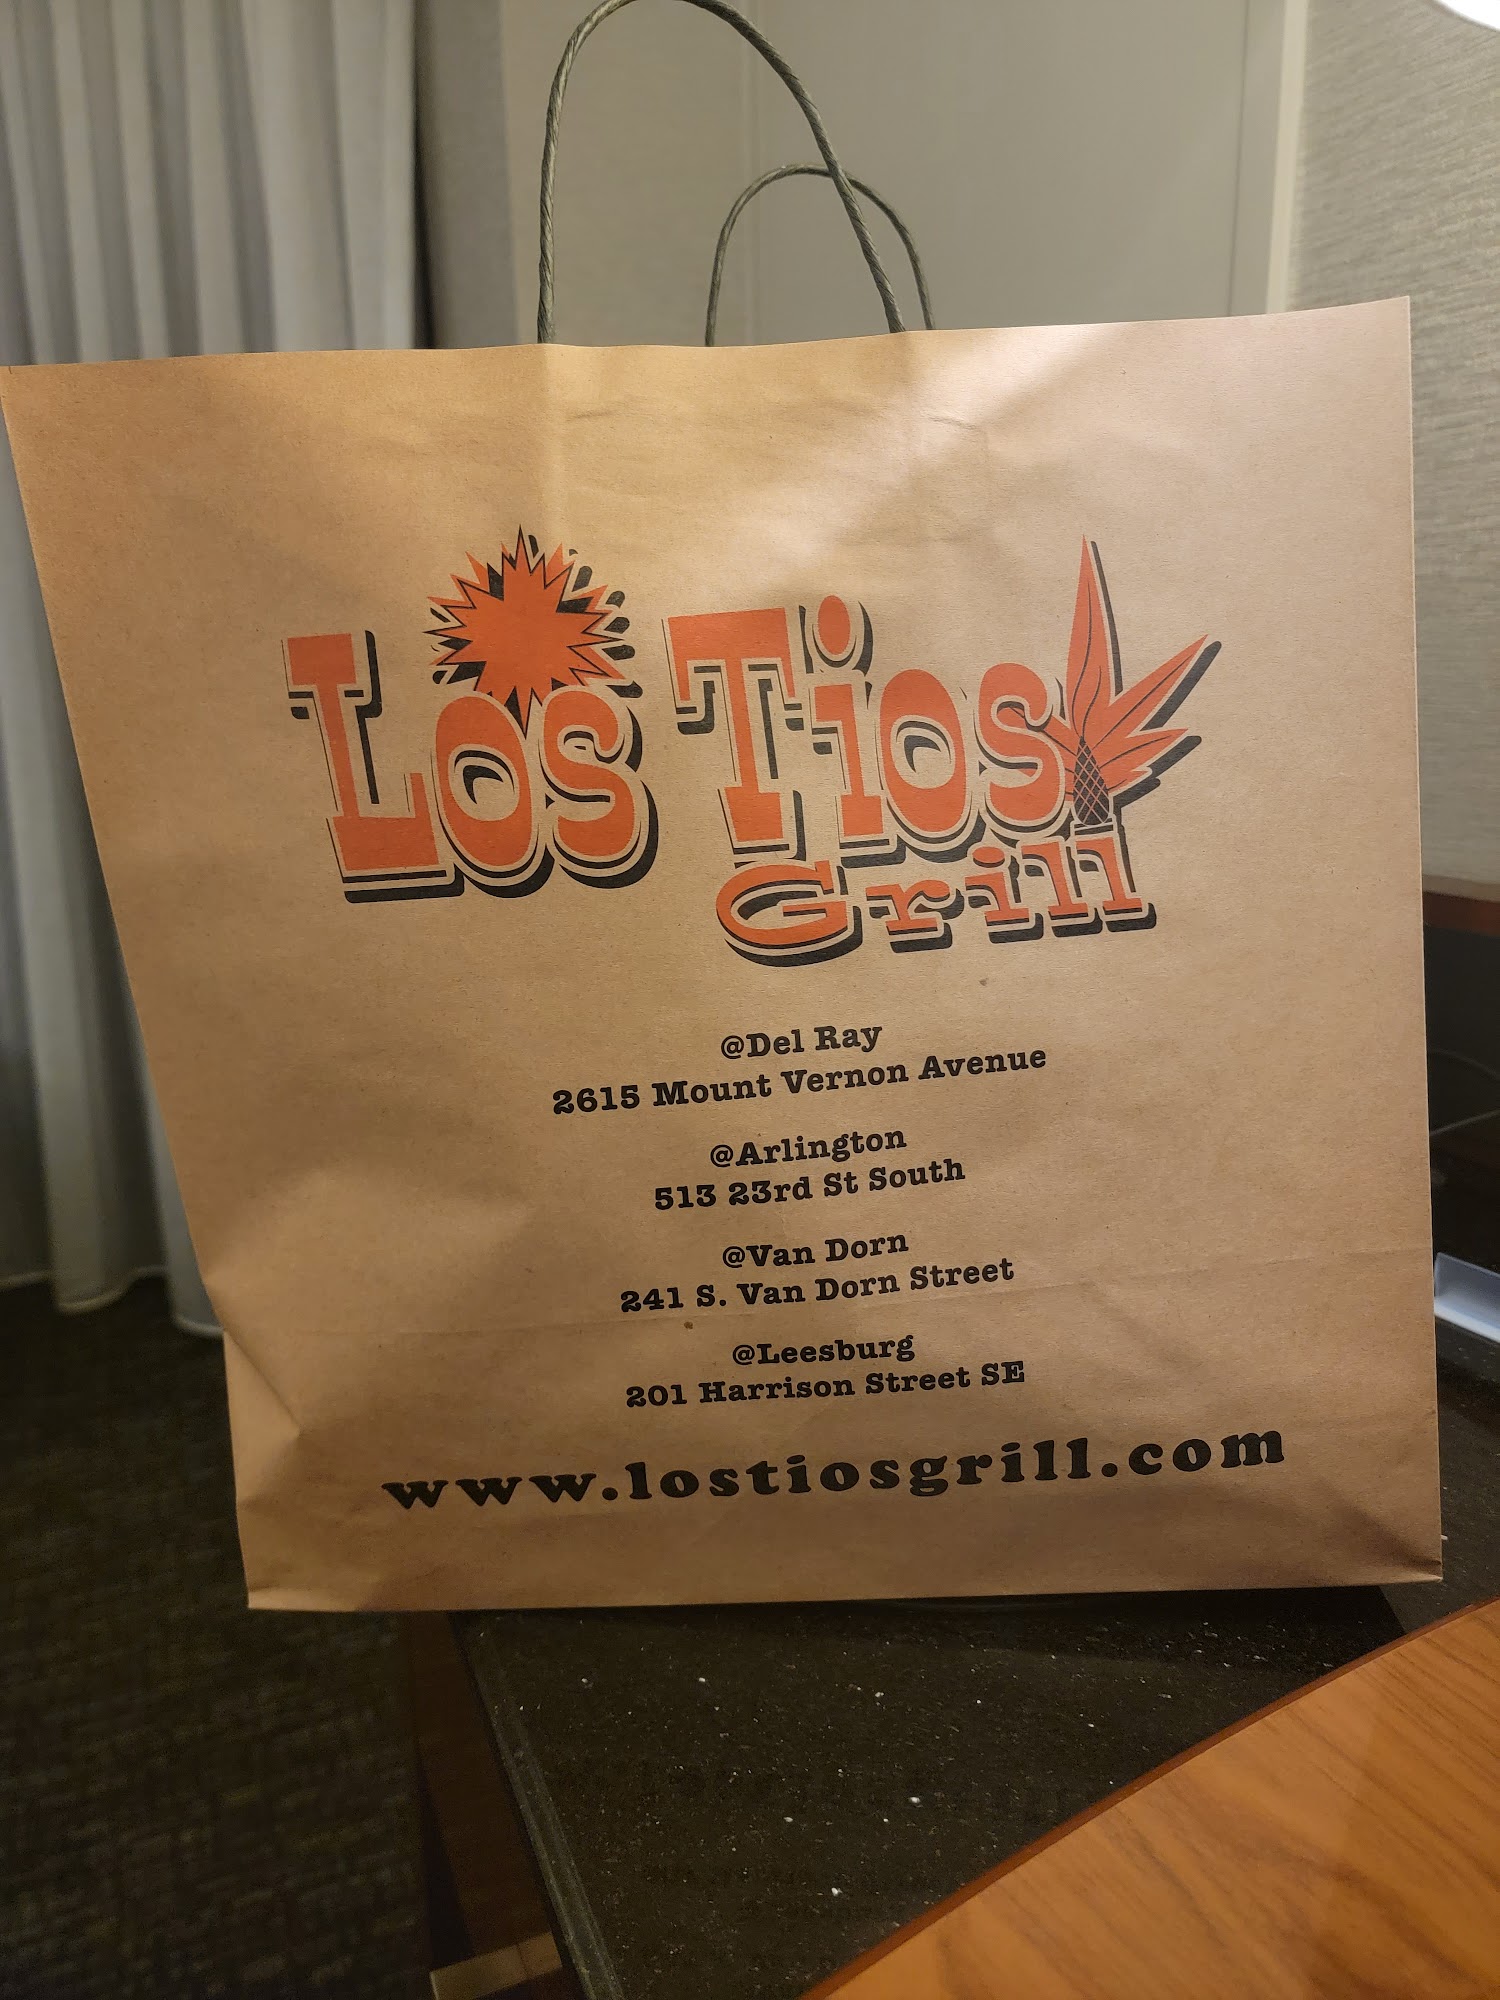 Los Tios
Grill
@Del Ray
2615 Mount Vernon Avenue
@Arlington
513 23rd St South
@Van Dorn
241 S. Van Dorn Street
@Leesburg
201 Harrison Street SE
www.lostiosgrill.com